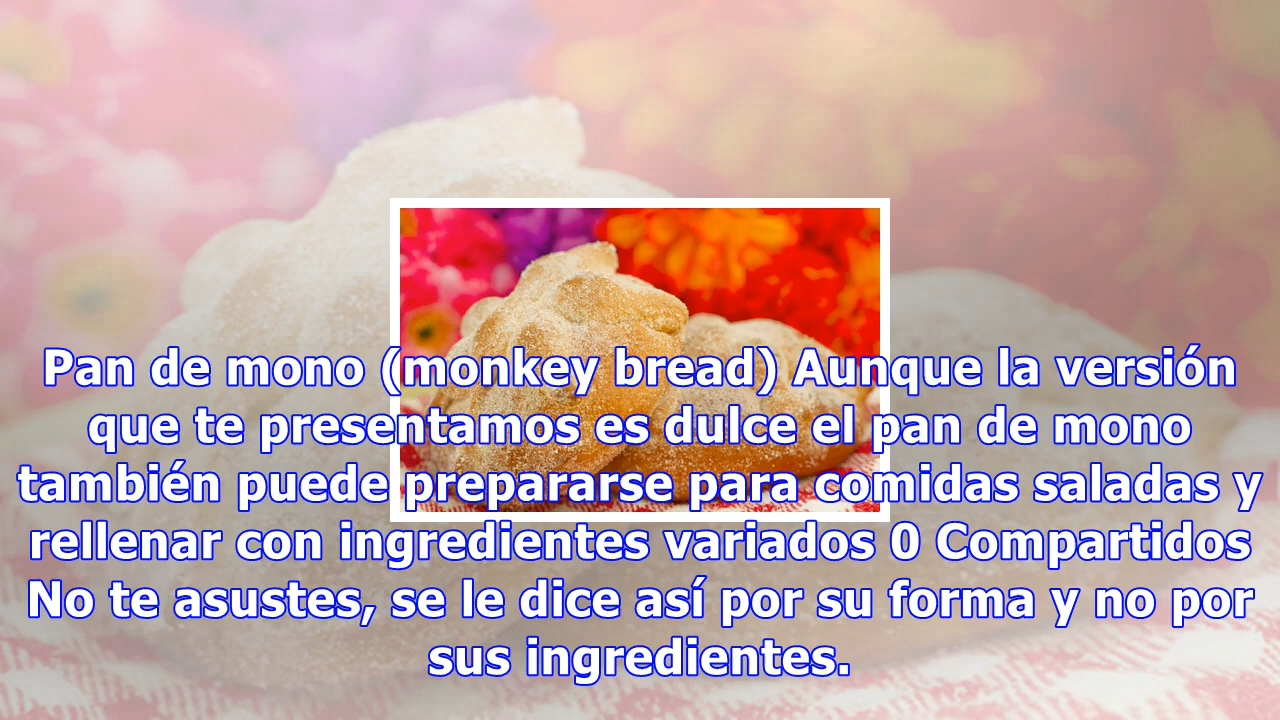 Pan de mono (monkey bread) Aunque la versión
que te presentamos es dulce el pan de mono
también puede prepararse para comidas saladas y
rellenar con ingredientes variados 0 Compartidos
No te asustes, se le dice así por su forma y no por
sus ingredientes.